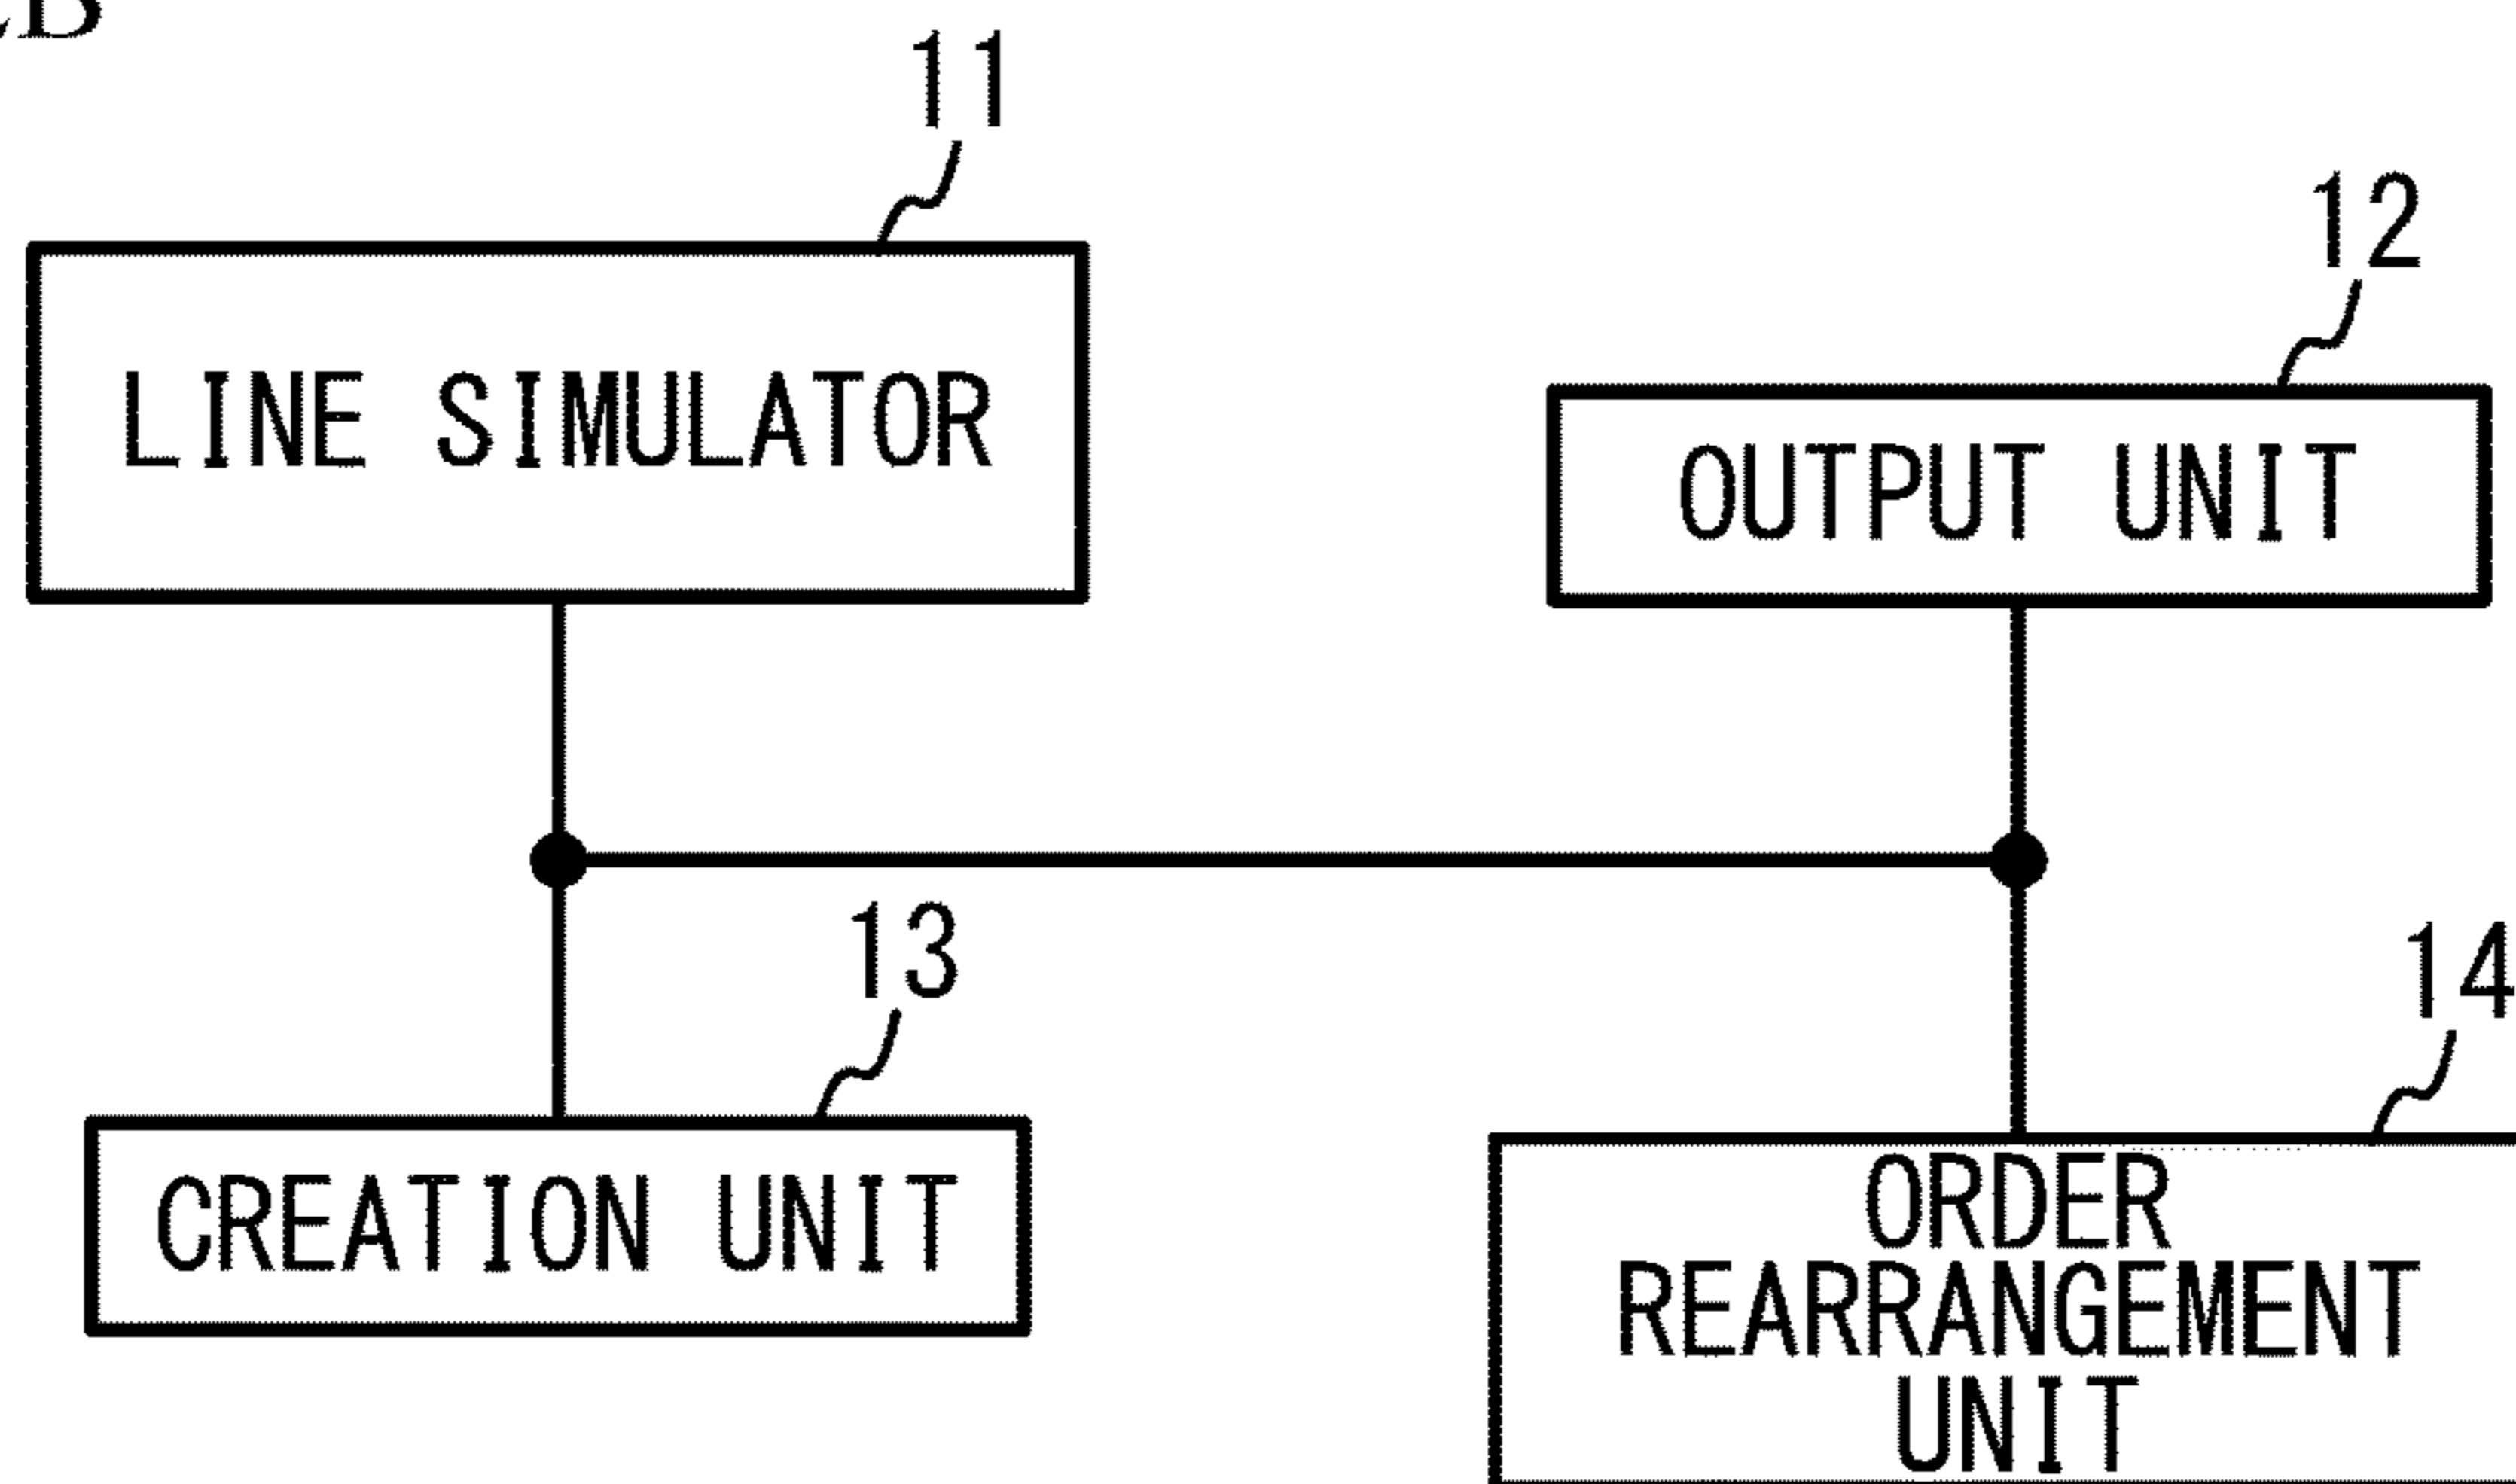 11
12
LINE SIMULATOR
OUTPUT UNIT
13
14
CREATION UNIT
ORDER
REARRANGEMENT
UNIT